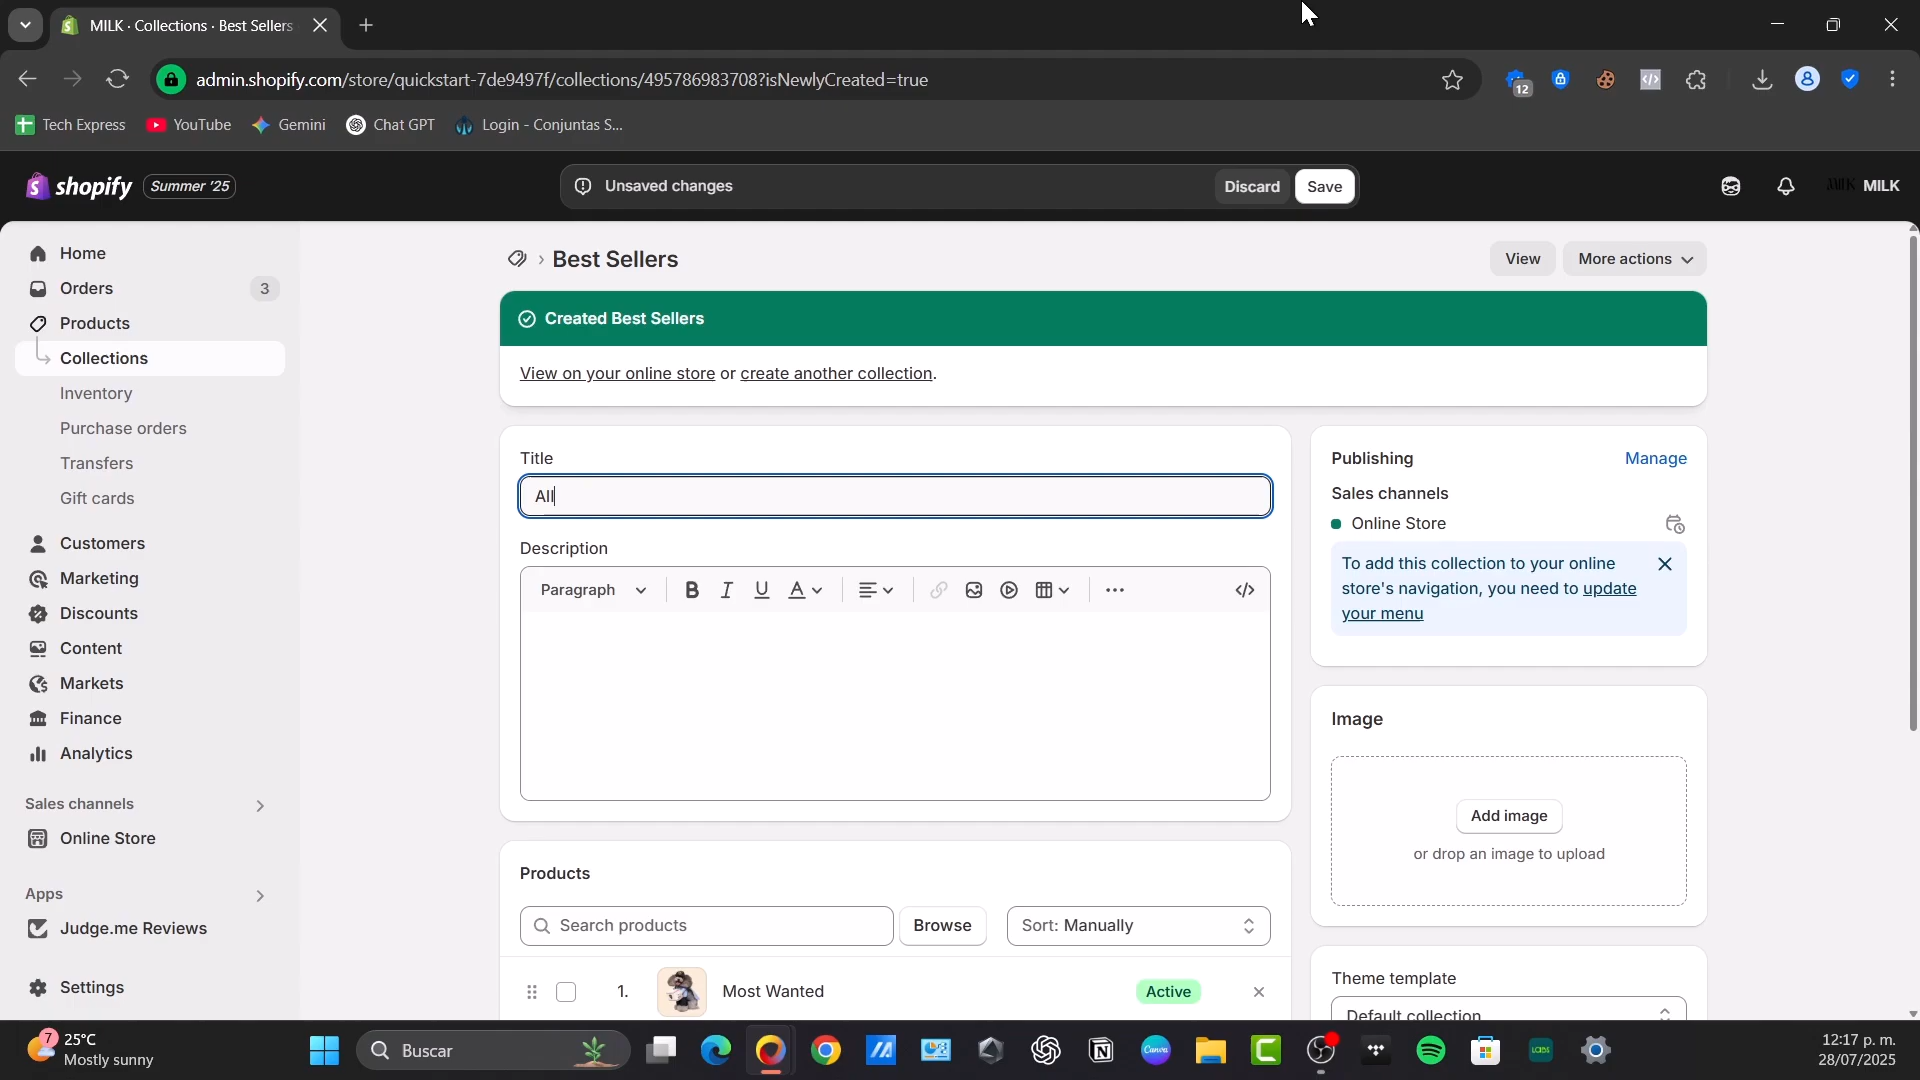 MILK · Collections · Best Sellers
admin.shopify.com/store/quickstart-7de9497f/collections/495786983708?isNewlyCreated=true
12
Tech Express
YouTube
Gemini
Chat GPT
Login - Conjuntas S...
shopify
Summer '25
Unsaved changes
Discard
Save
MILK
MILK
Home
Orders
3
Products
Collections
Inventory
Purchase orders
Transfers
Gift cards
Customers
Marketing
Discounts
Content
Markets
Finance
Analytics
Sales channels
Online Store
Apps
Judge.me Reviews
Settings
Best Sellers
View
More actions
Created Best Sellers
View on your online store or create another collection.
Title
All
Description
Paragraph
B I U A
Products
Search products
Browse
Sort: Manually
1.
Most Wanted
Active
Publishing
Manage
Sales channels
Online Store
To add this collection to your online
store's navigation, you need to update
your menu
Image
Add image
or drop an image to upload
Theme template
Default collection
7
25°C
Mostly sunny
Buscar
Canva
LABS
12:17 p. m.
28/07/2025